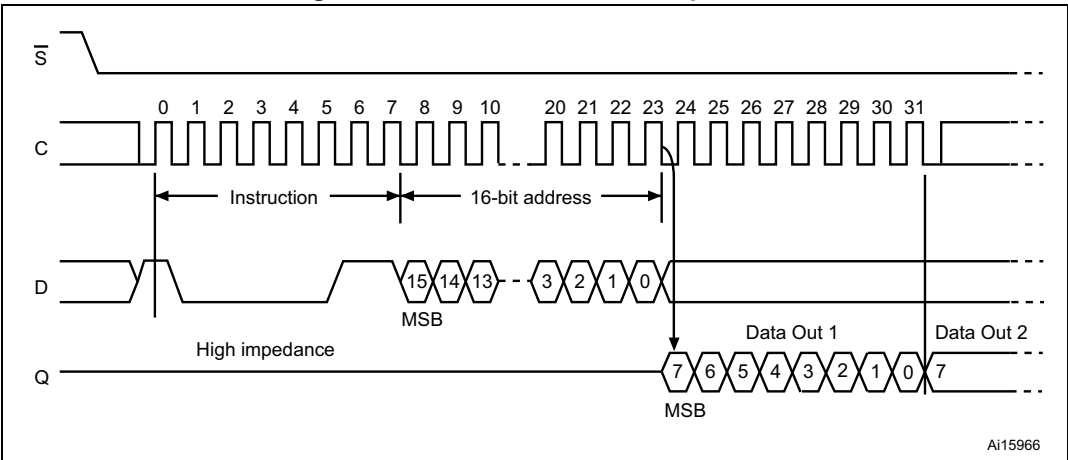 S
0 1 2 3 4 5 6 7 8 9 10 20 21 22 23 24 25 26 27 28 29 30 31
C
Instruction 16-bit address
D 15 14 13 3 2 1 0
MSB
High impedance Data Out 1 Data Out 2
Q 7 6 5 4 3 2 1 0 7
MSB
Ai15966